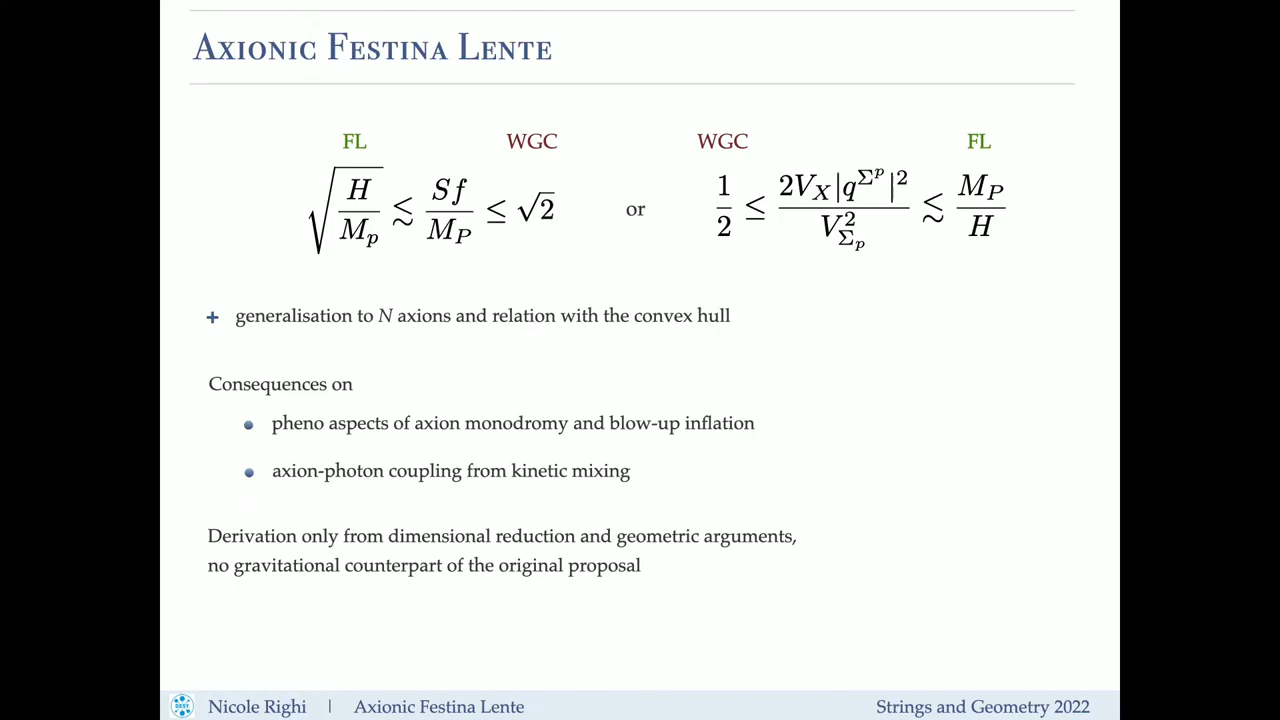 Axionic Festina Lente
FL WGC WGC FL
√(H/M_p) ≲ Sf/M_P ≤ √2 or 1/2 ≤ 2V_X|q^{Σ^p}|^2/V^2_{Σ_p} ≲ M_P/H
+ generalisation to N axions and relation with the convex hull
Consequences on
• pheno aspects of axion monodromy and blow-up inflation
• axion-photon coupling from kinetic mixing
Derivation only from dimensional reduction and geometric arguments,
no gravitational counterpart of the original proposal
DESY Nicole Righi | Axionic Festina Lente Strings and Geometry 2022